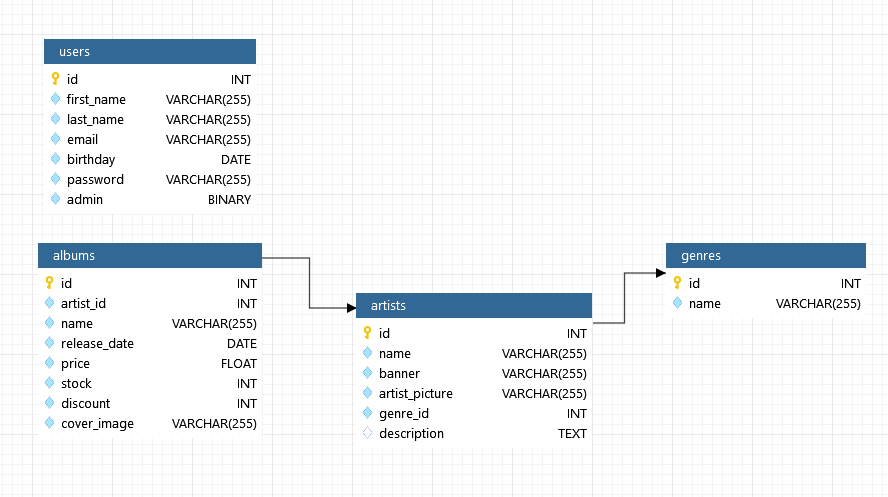 users
id INT
first_name VARCHAR(255)
last_name VARCHAR(255)
email VARCHAR(255)
birthday DATE
password VARCHAR(255)
admin BINARY
albums
id INT
artist_id INT
name VARCHAR(255)
release_date DATE
price FLOAT
stock INT
discount INT
cover_image VARCHAR(255)
artists
id INT
name VARCHAR(255)
banner VARCHAR(255)
artist_picture VARCHAR(255)
genre_id INT
description TEXT
genres
id INT
name VARCHAR(255)